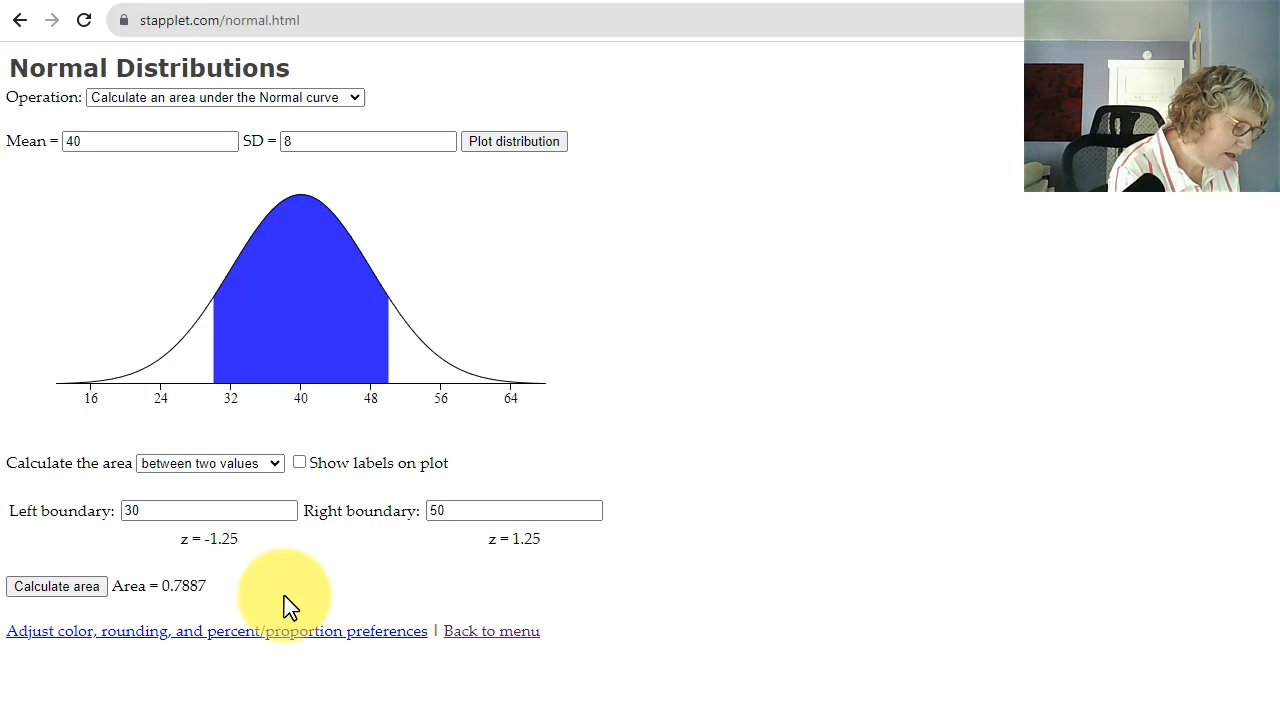 stapplet.com/normal.html
Normal Distributions
Operation: Calculate an area under the Normal curve
Mean = 40 SD = 8 Plot distribution
16 24 32 40 48 56 64
Calculate the area between two values Show labels on plot
Left boundary: 30 Right boundary: 50
z = -1.25 z = 1.25
Calculate area Area = 0.7887
Adjust color, rounding, and percent/proportion preferences | Back to menu